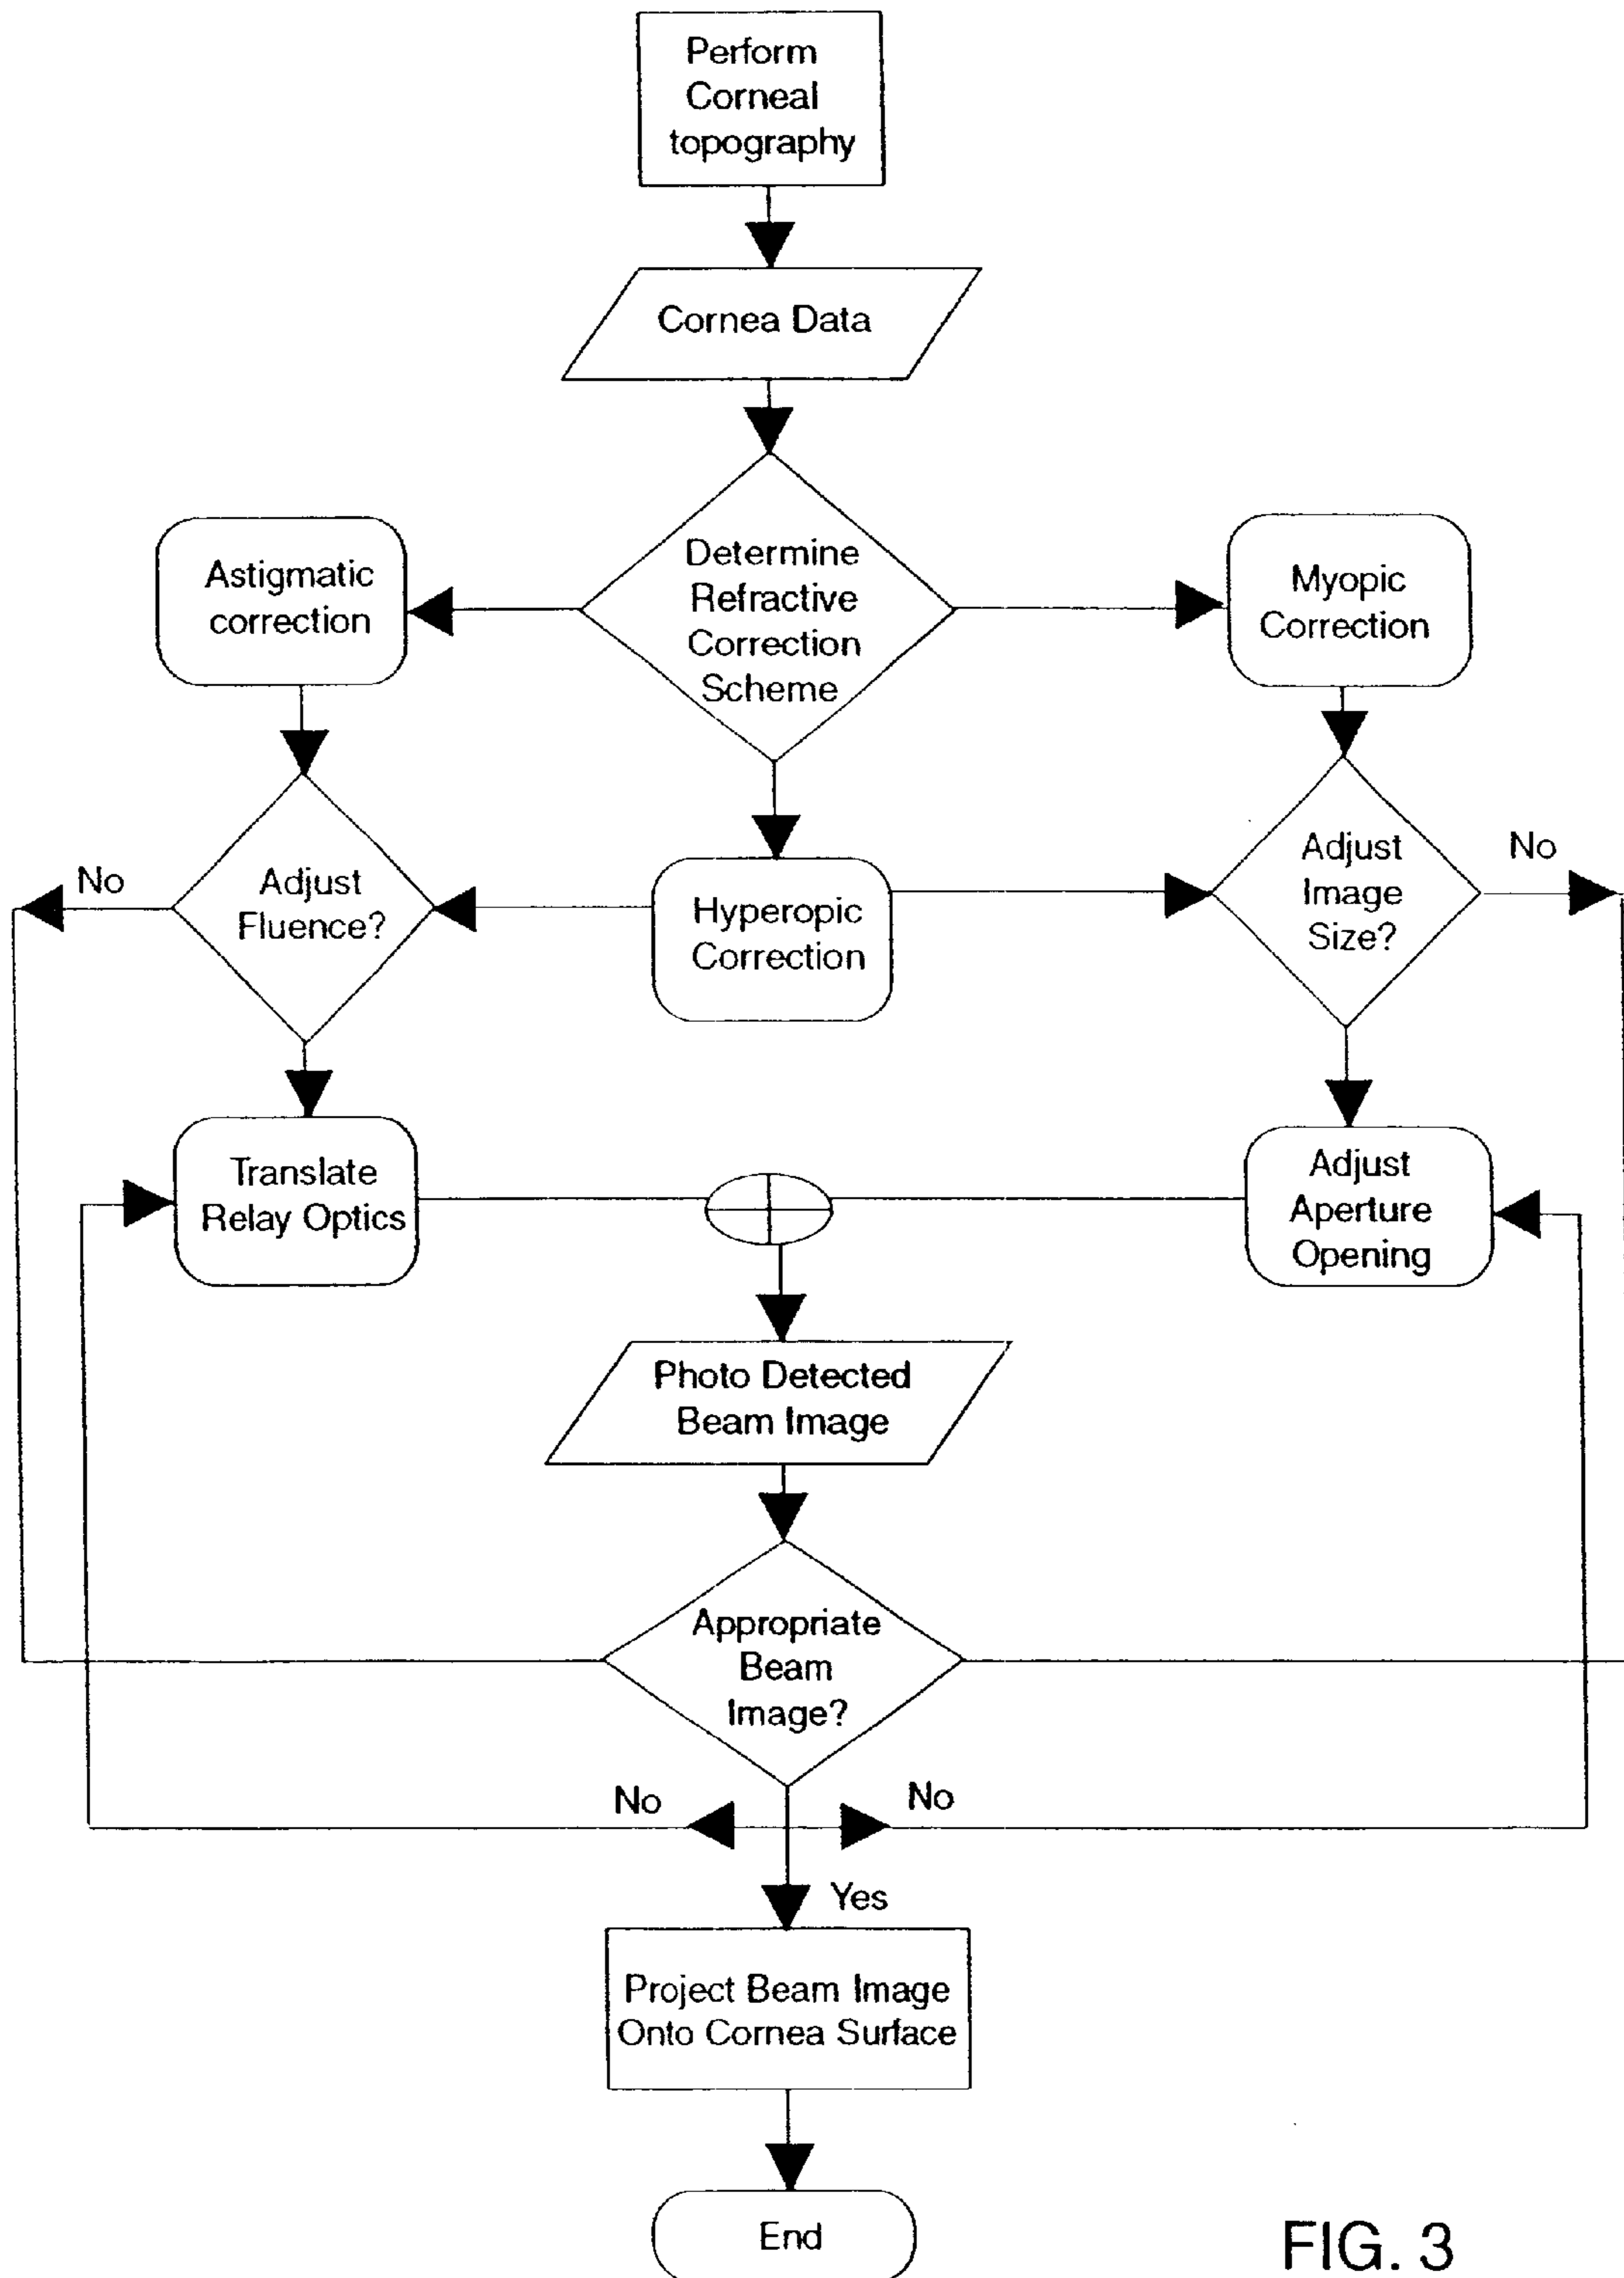 Perform
Corneal
topography
Cornea Data
Determine
Refractive
Correction
Scheme
Astigmatic
correction
Myopic
Correction
No
Adjust
Fluence?
Hyperopic
Correction
Adjust
Image
Size?
No
Translate
Relay Optics
Adjust
Aperture
Opening
Photo Detected
Beam Image
Appropriate
Beam
Image?
No
No
Yes
Project Beam Image
Onto Cornea Surface
End
FIG. 3